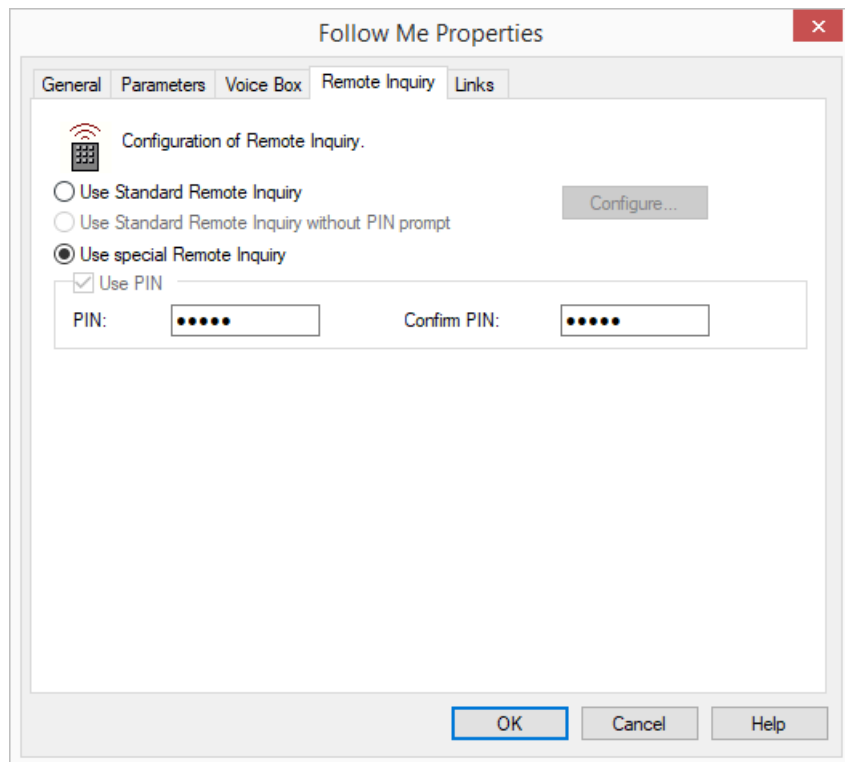 Follow Me Properties
General Parameters Voice Box Remote Inquiry Links
Configuration of Remote Inquiry.
Use Standard Remote Inquiry
Configure...
Use Standard Remote Inquiry without PIN prompt
Use special Remote Inquiry
Use PIN
PIN: ●●●●● Confirm PIN: ●●●●●
OK Cancel Help